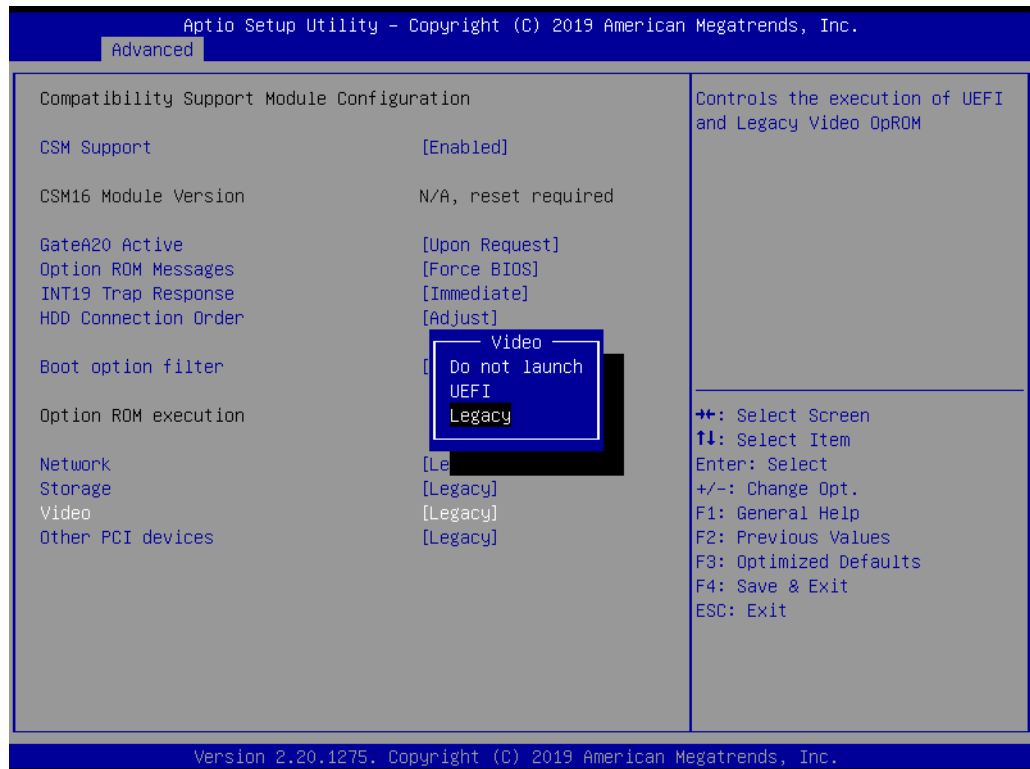 Aptio Setup Utility – Copyright (C) 2019 American Megatrends, Inc.
Advanced
Compatibility Support Module Configuration
CSM Support [Enabled]
CSM16 Module Version N/A, reset required
GateA20 Active [Upon Request]
Option ROM Messages [Force BIOS]
INT19 Trap Response [Immediate]
HDD Connection Order [Adjust]
Boot option filter [
Option ROM execution
Network [Le
Storage [Legacy]
Video [Legacy]
Other PCI devices [Legacy]
Video
Do not launch
UEFI
Legacy
Controls the execution of UEFI
and Legacy Video OpROM
→←: Select Screen
↑↓: Select Item
Enter: Select
+/-: Change Opt.
F1: General Help
F2: Previous Values
F3: Optimized Defaults
F4: Save & Exit
ESC: Exit
Version 2.20.1275. Copyright (C) 2019 American Megatrends, Inc.